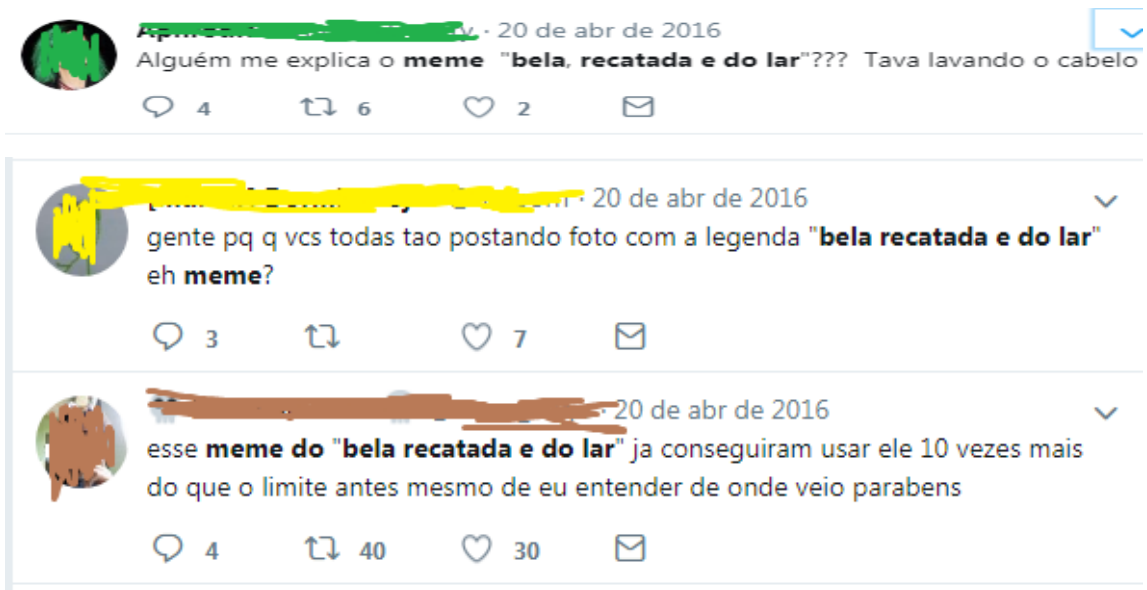 · 20 de abr de 2016
Alguém me explica o meme "bela, recatada e do lar"??? Tava lavando o cabelo
4 6 2
· 20 de abr de 2016
gente pq q vcs todas tao postando foto com a legenda "bela recatada e do lar"
eh meme?
3 7
· 20 de abr de 2016
esse meme do "bela recatada e do lar" ja conseguiram usar ele 10 vezes mais
do que o limite antes mesmo de eu entender de onde veio parabens
4 40 30